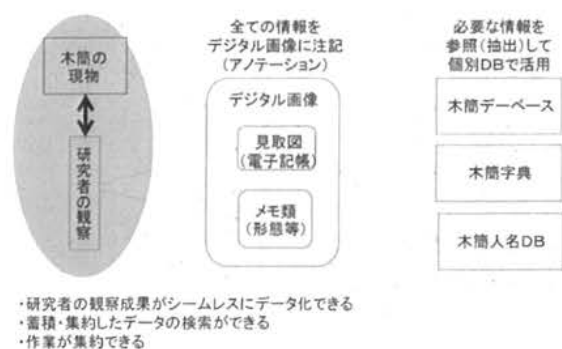 木簡の
現物
研究者の観察
全ての情報を
デジタル画像に注記
(アノテーション)
デジタル画像
見取図
(電子記帳)
メモ類
(形態等)
必要な情報を
参照(抽出)して
個別DBで活用
木簡データベース
木簡字典
木簡人名DB
・研究者の観察成果がシームレスにデータ化できる
・蓄積・集約したデータの検索ができる
・作業が集約できる